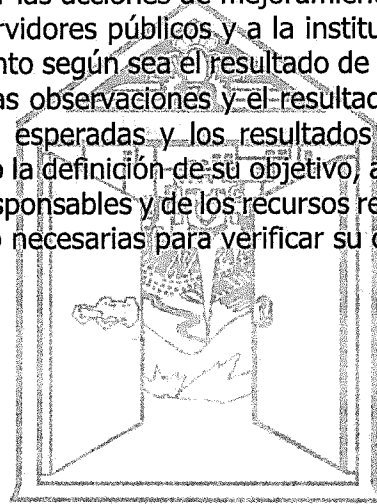 las acciones de mejoramiento
rvidores públicos y a la institu
nto según sea el resultado de
as observaciones y el resultad
esperadas y los resultados
o la definición de su objetivo, a
sponsables y de los recursos re
necesarias para verificar su